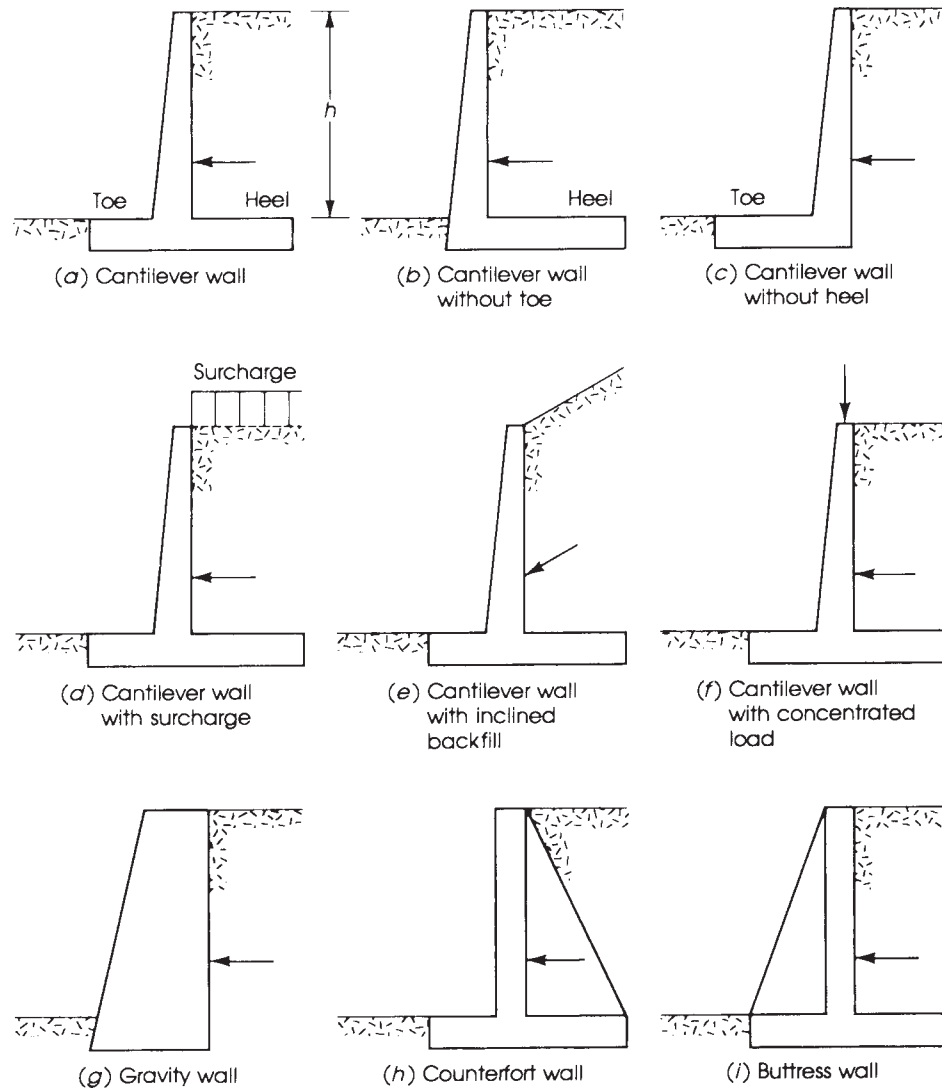 h
Toe
Heel
(a) Cantilever wall
Heel
(b) Cantilever wall
without toe
Toe
(c) Cantilever wall
without heel
Surcharge
(d) Cantilever wall
with surcharge
(e) Cantilever wall
with inclined
backfill
(f) Cantilever wall
with concentrated
load
(g) Gravity wall
(h) Counterfort wall
(i) Buttress wall